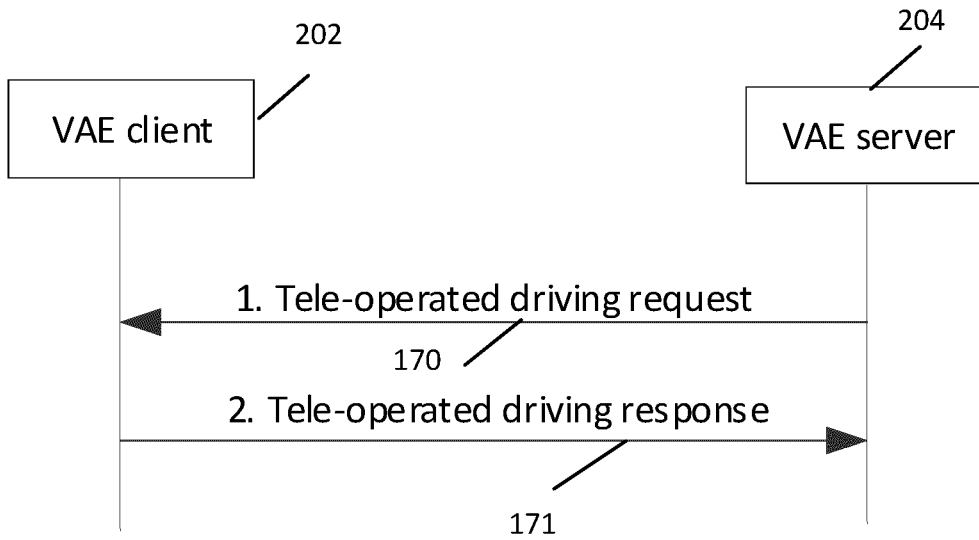 202
204
VAE client
VAE server
1. Tele-operated driving request
170
2. Tele-operated driving response
171